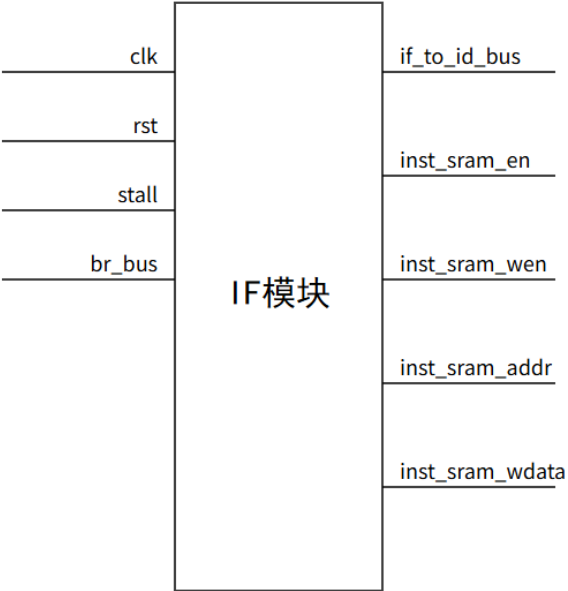 clk
rst
stall
br_bus
IF模块
if_to_id_bus
inst_sram_en
inst_sram_wen
inst_sram_addr
inst_sram_wdata